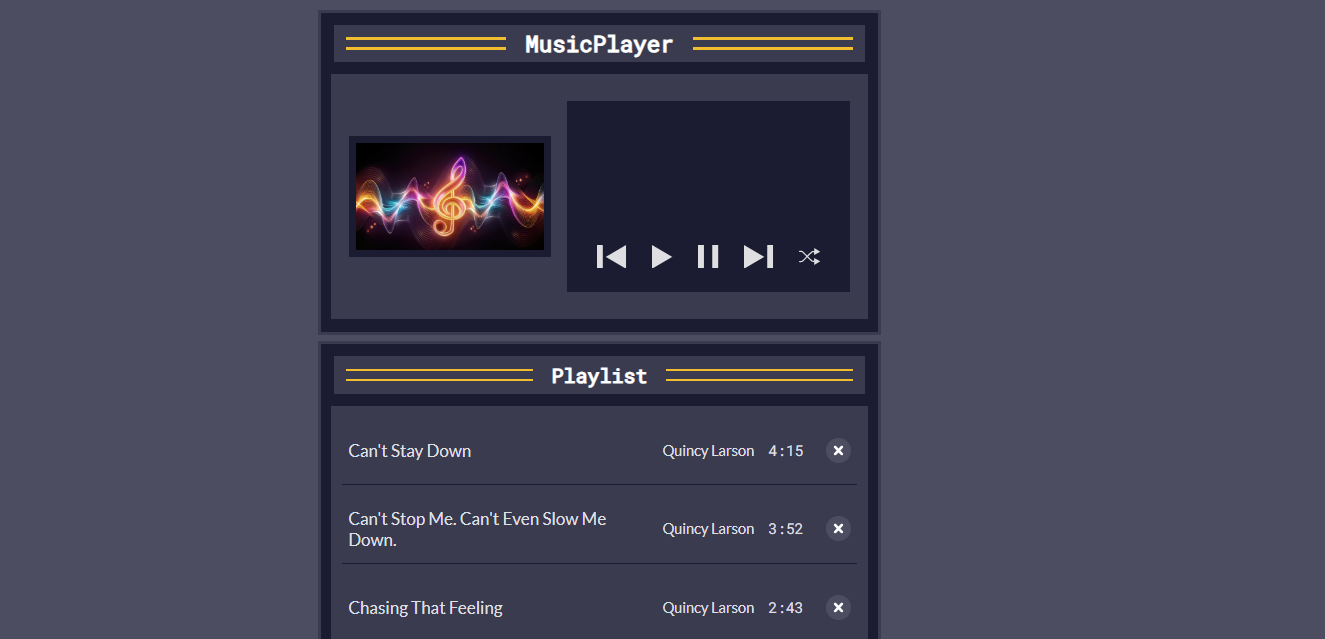 MusicPlayer
Playlist
Can't Stay Down Quincy Larson 4:15
Can't Stop Me. Can't Even Slow Me
Down. Quincy Larson 3:52
Chasing That Feeling Quincy Larson 2:43